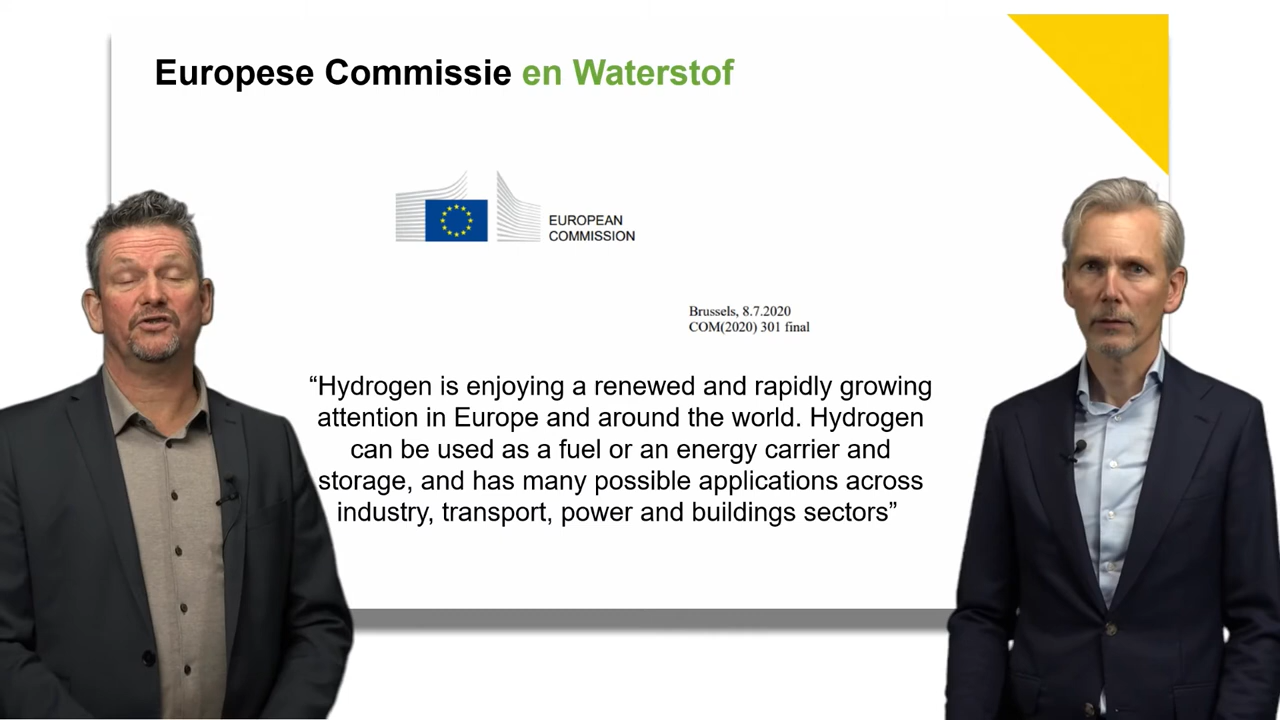 Europese Commissie en Waterstof
EUROPEAN
COMMISSION
Brussels, 8.7.2020
COM(2020) 301 final
“Hydrogen is enjoying a renewed and rapidly growing
attention in Europe and around the world. Hydrogen
can be used as a fuel or an energy carrier and
storage, and has many possible applications across
industry, transport, power and buildings sectors”